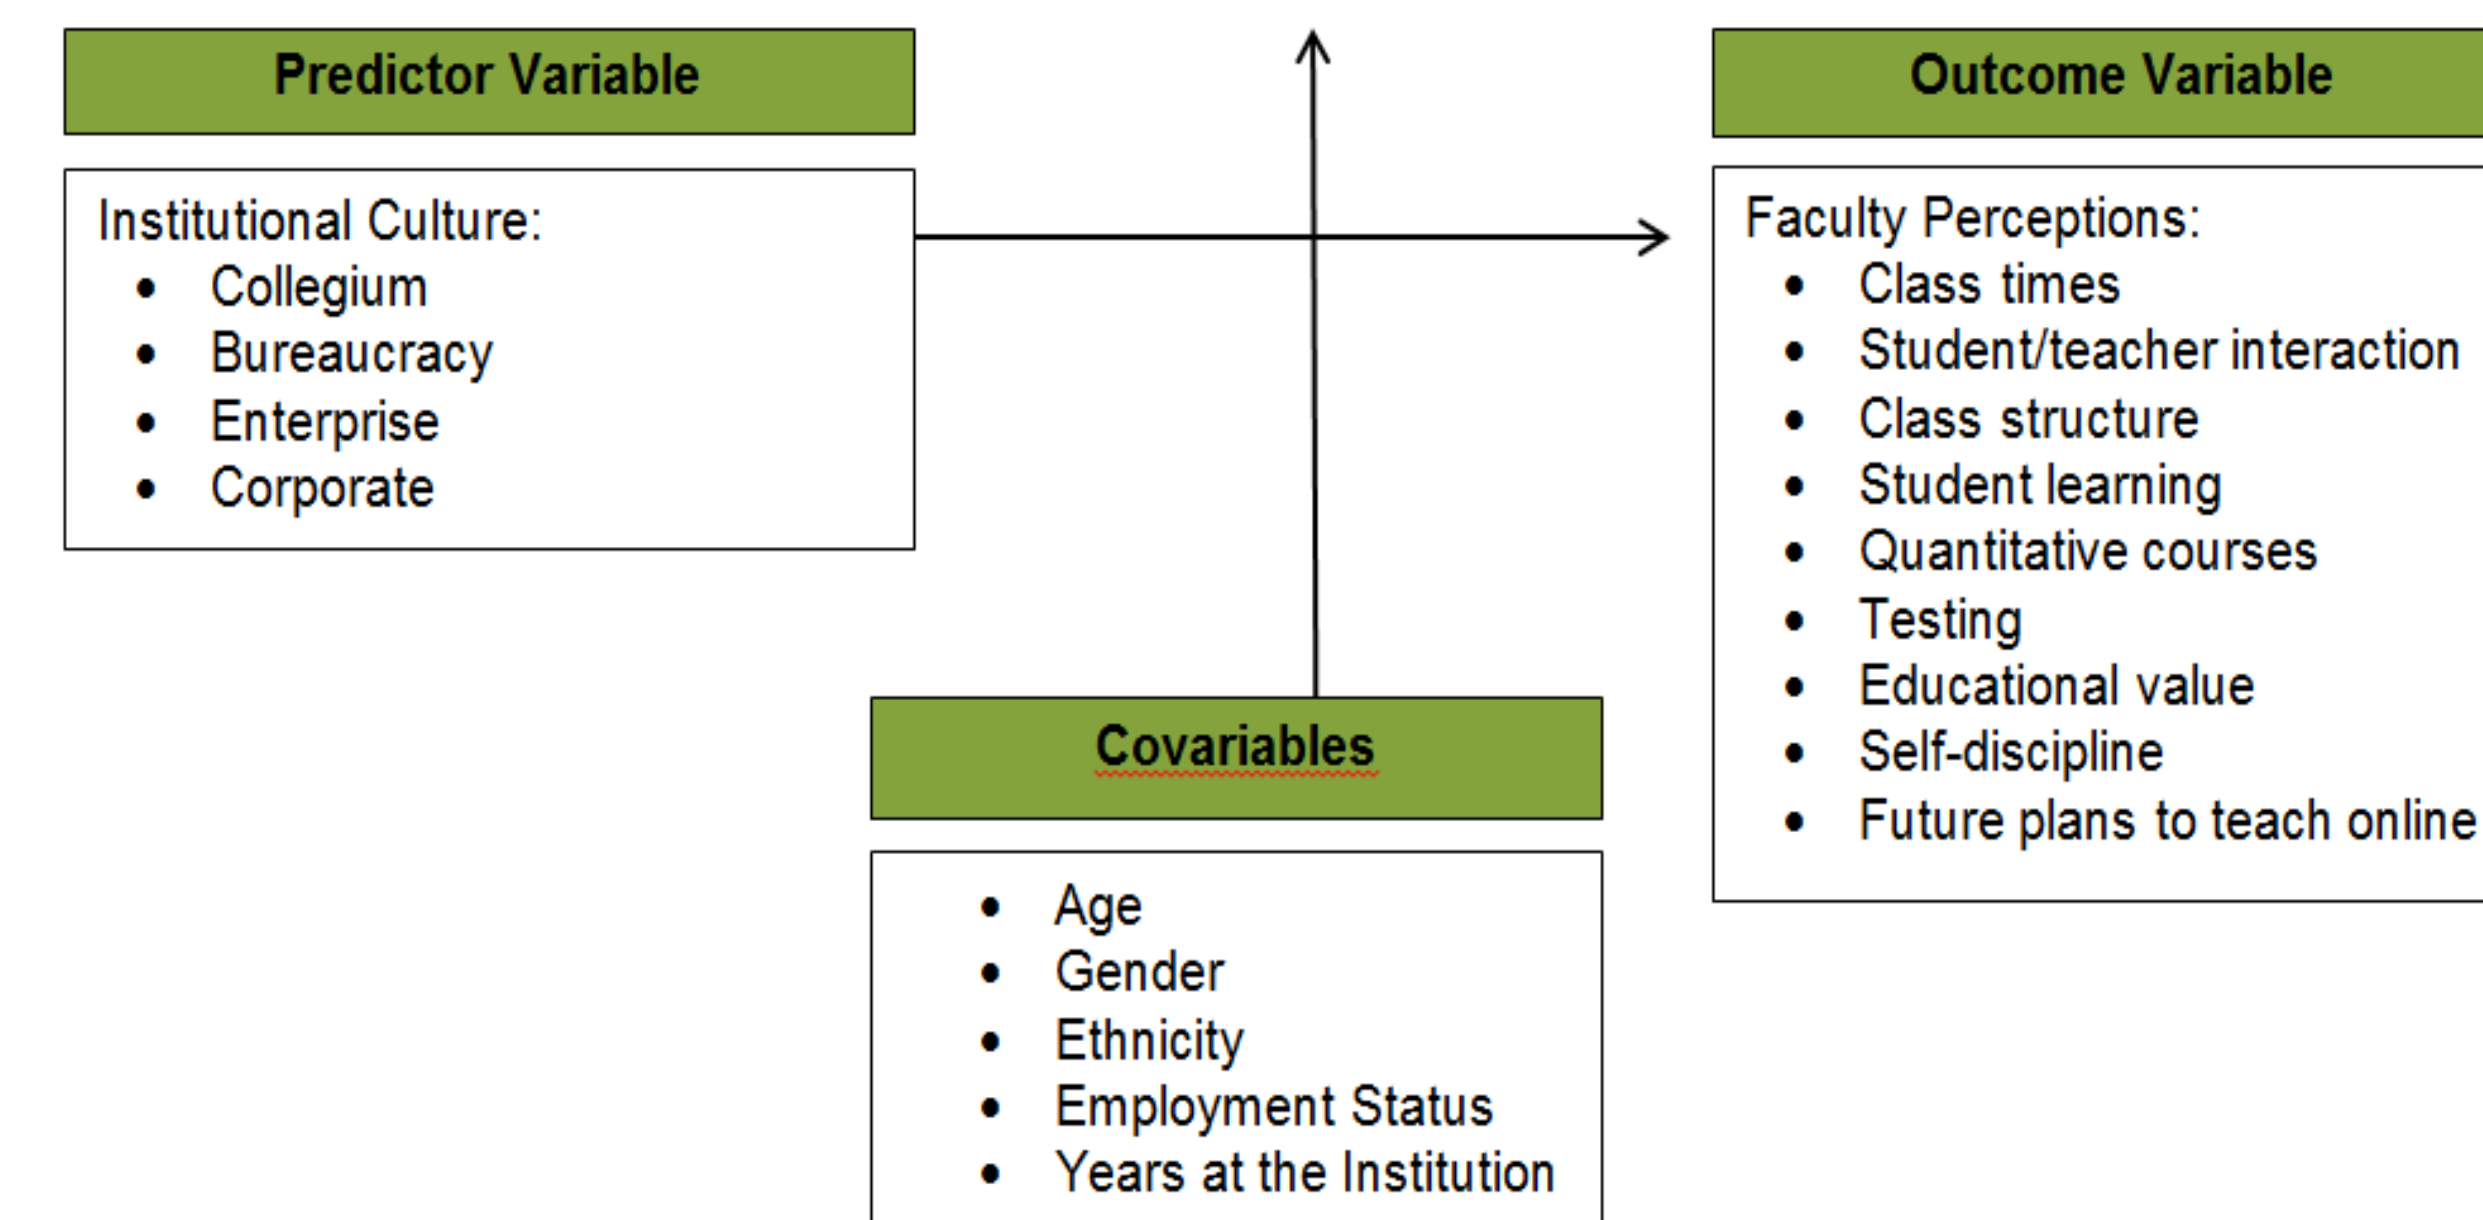 Predictor Variable
Institutional Culture:
• Collegium
• Bureaucracy
• Enterprise
• Corporate
Outcome Variable
Faculty Perceptions:
• Class times
• Student/teacher interaction
• Class structure
• Student learning
• Quantitative courses
• Testing
• Educational value
• Self-discipline
• Future plans to teach online
Covariables
• Age
• Gender
• Ethnicity
• Employment Status
• Years at the Institution